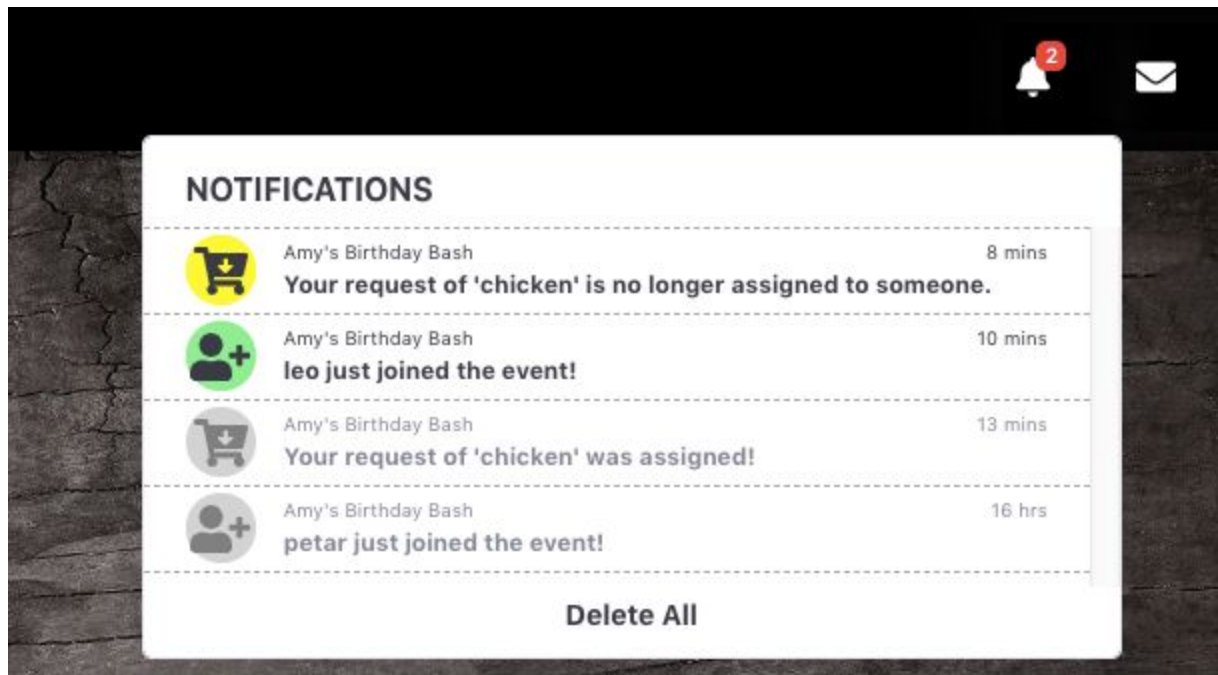 2
NOTIFICATIONS
Amy's Birthday Bash 8 mins
Your request of 'chicken' is no longer assigned to someone.
Amy's Birthday Bash 10 mins
leo just joined the event!
Amy's Birthday Bash 13 mins
Your request of 'chicken' was assigned!
Amy's Birthday Bash 16 hrs
petar just joined the event!
Delete All